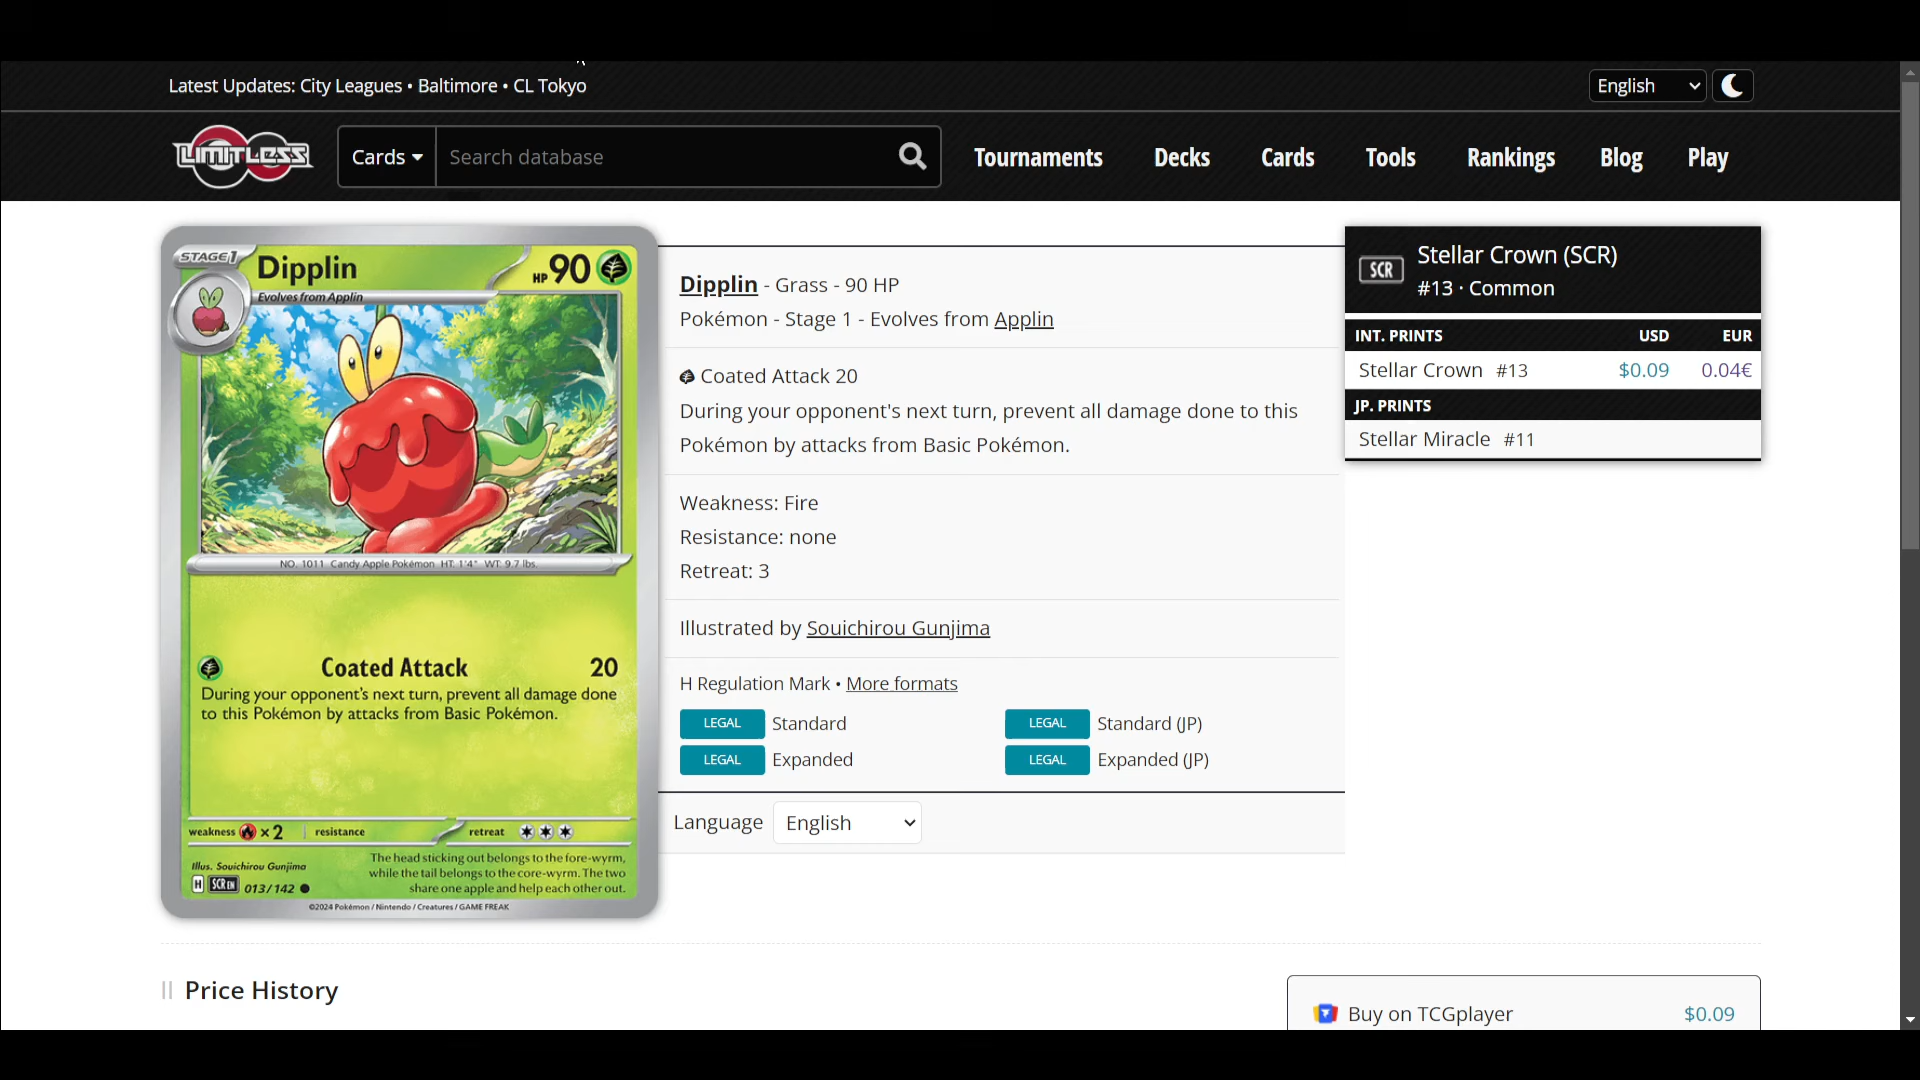 Latest Updates: City Leagues • Baltimore • CL Tokyo
English
LIMITLESS
Cards
Search database
Tournaments
Decks
Cards
Tools
Rankings
Blog
Play
STAGE1
Dipplin
HP 90
Evolves from Applin
NO. 1011 Candy Apple Pokémon HT: 1'4" WT: 9.7 lbs.
Coated Attack 20
During your opponent's next turn, prevent all damage done
to this Pokémon by attacks from Basic Pokémon.
weakness ×2 resistance retreat
Illus. Souichirou Gunjima
H SCR EN 013/142
The head sticking out belongs to the fore-wyrm,
while the tail belongs to the core-wyrm. The two
share one apple and help each other out.
©2024 Pokémon / Nintendo / Creatures / GAME FREAK
Dipplin - Grass - 90 HP
Pokémon - Stage 1 - Evolves from Applin
Coated Attack 20
During your opponent's next turn, prevent all damage done to this
Pokémon by attacks from Basic Pokémon.
Weakness: Fire
Resistance: none
Retreat: 3
Illustrated by Souichirou Gunjima
H Regulation Mark • More formats
LEGAL Standard LEGAL Standard (JP)
LEGAL Expanded LEGAL Expanded (JP)
Language English
SCR
Stellar Crown (SCR)
#13 · Common
INT. PRINTS USD EUR
Stellar Crown #13 $0.09 0.04€
JP. PRINTS
Stellar Miracle #11
Price History
Buy on TCGplayer $0.09